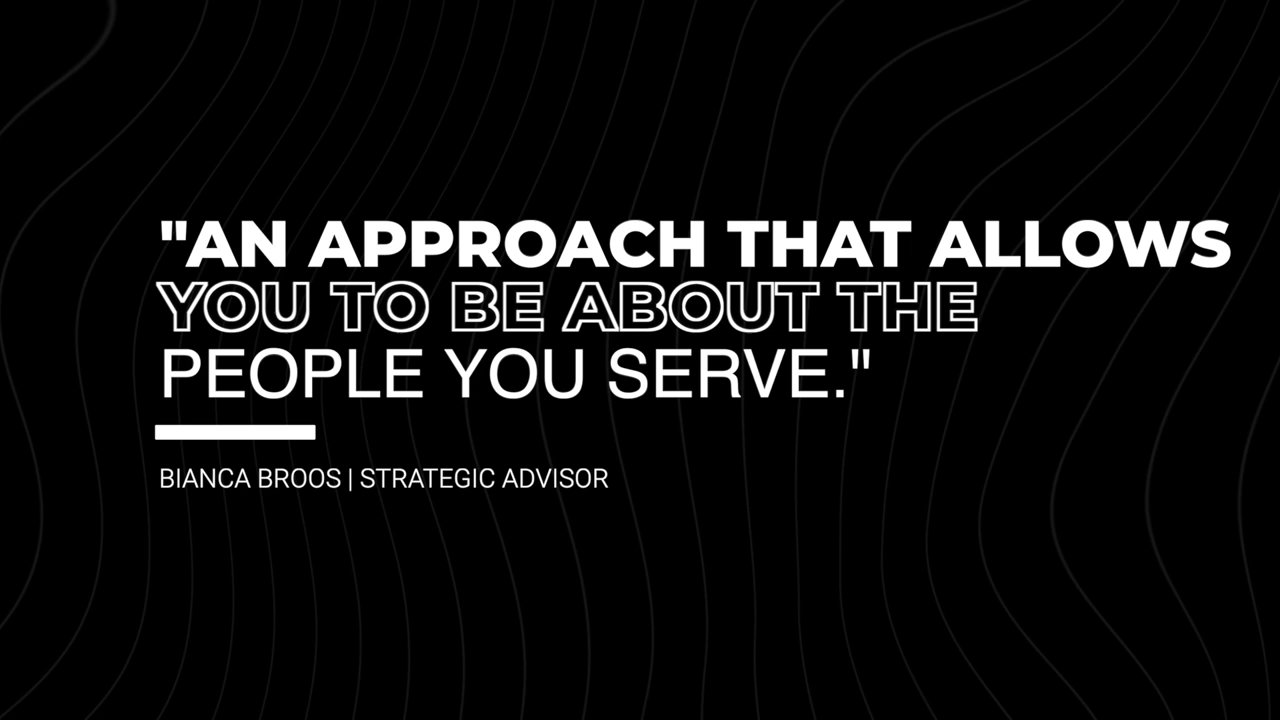 "AN APPROACH THAT ALLOWS
YOU TO BE ABOUT THE
PEOPLE YOU SERVE."
BIANCA BROOS | STRATEGIC ADVISOR